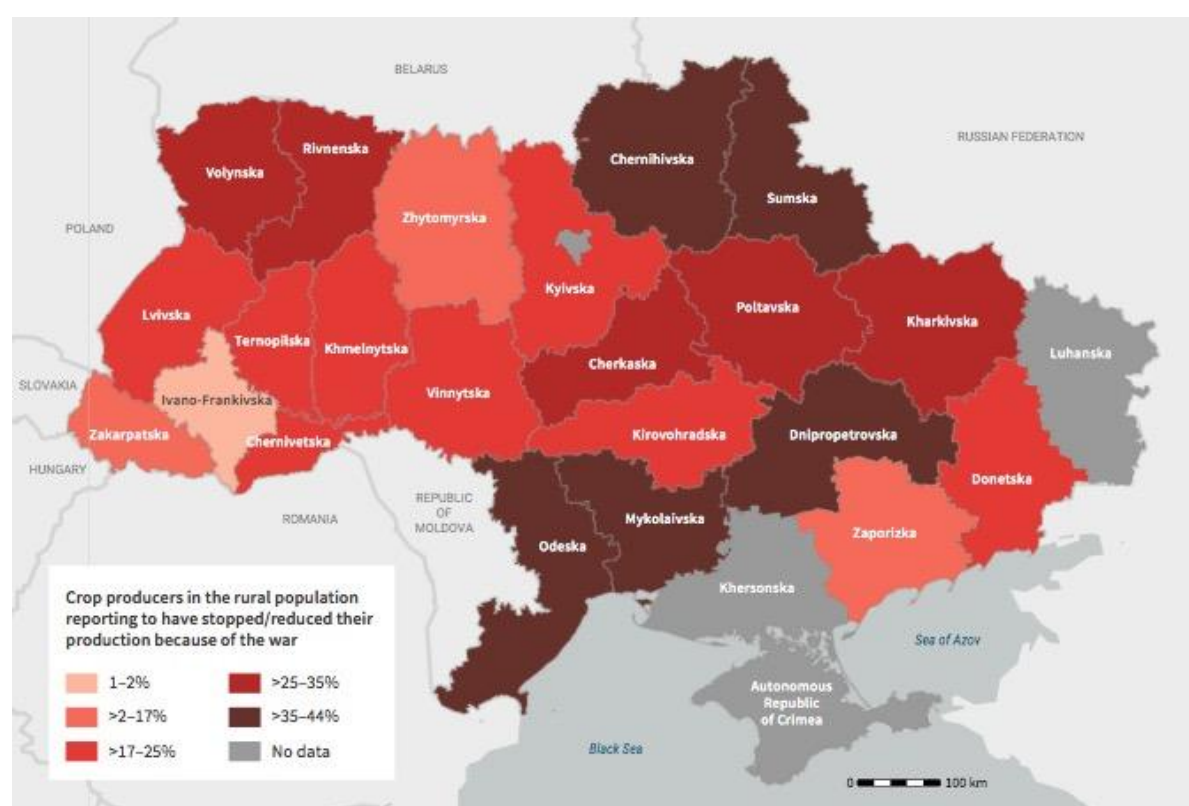 BELARUS
RUSSIAN FEDERATION
Chernihivska
Rivnenska
Volynska
Sumska
Zhytomyrska
POLAND
Kyivska
Poltavska
Lvivska
Kharkivska
Ternopilska
Khmelnytska
Luhanska
Cherkaska
SLOVAKIA
Vinnytska
Ivano-Frankivska
Zakarpatska
Chernivetska
Kirovohradska
Dnipropetrovska
HUNGARY
Donetska
REPUBLIC
OF
MOLDOVA
ROMANIA
Mykolaivska
Zaporizka
Odeska
Khersonska
Sea of Azov
Autonomous
Republic
of Crimea
Black Sea
0 100 km
Crop producers in the rural population
reporting to have stopped/reduced their
production because of the war
1–2%
>2–17%
>17–25%
>25–35%
>35–44%
No data